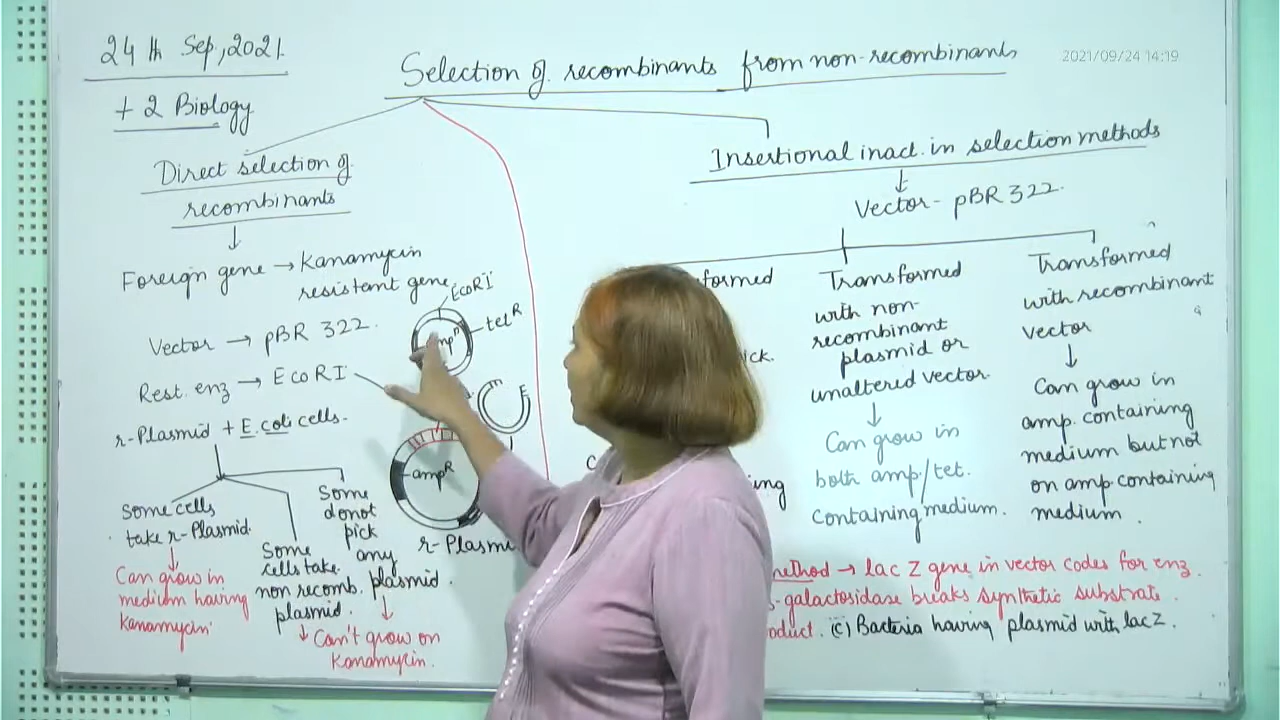 24th Sep, 2021.
+2 Biology
Selection of recombinants from non-recombinants
2021/09/24 14:19
Direct selection of
recombinants
Foreign gene → Kanamycin
resistant gene
Vector → pBR 322.
Rest. enz → EcoRI
r-Plasmid + E.coli cells.
Some cells
take r-Plasmid.
Can grow in
medium having
Kanamycin
Some
cells take
non recomb.
plasmid.
Some
donot
pick
any
plasmid.
Can't grow on
Kanamycin.
EcoRI
tetR
ampR
r-Plasmi
Insertional inact. in selection methods
Vector - pBR 322.
formed
ick.
ing
Transformed
with non-
recombinant
plasmid or
unaltered vector
Can grow in
both amp/tet.
Containing medium.
Transformed
with recombinant
vector
Can grow in
amp. containing
medium but not
on amp containing
medium.
method → lac Z gene in vector codes for enz.
-galactosidase breaks synthetic substrate.
oduct. (c) Bacteria having plasmid with lac Z.